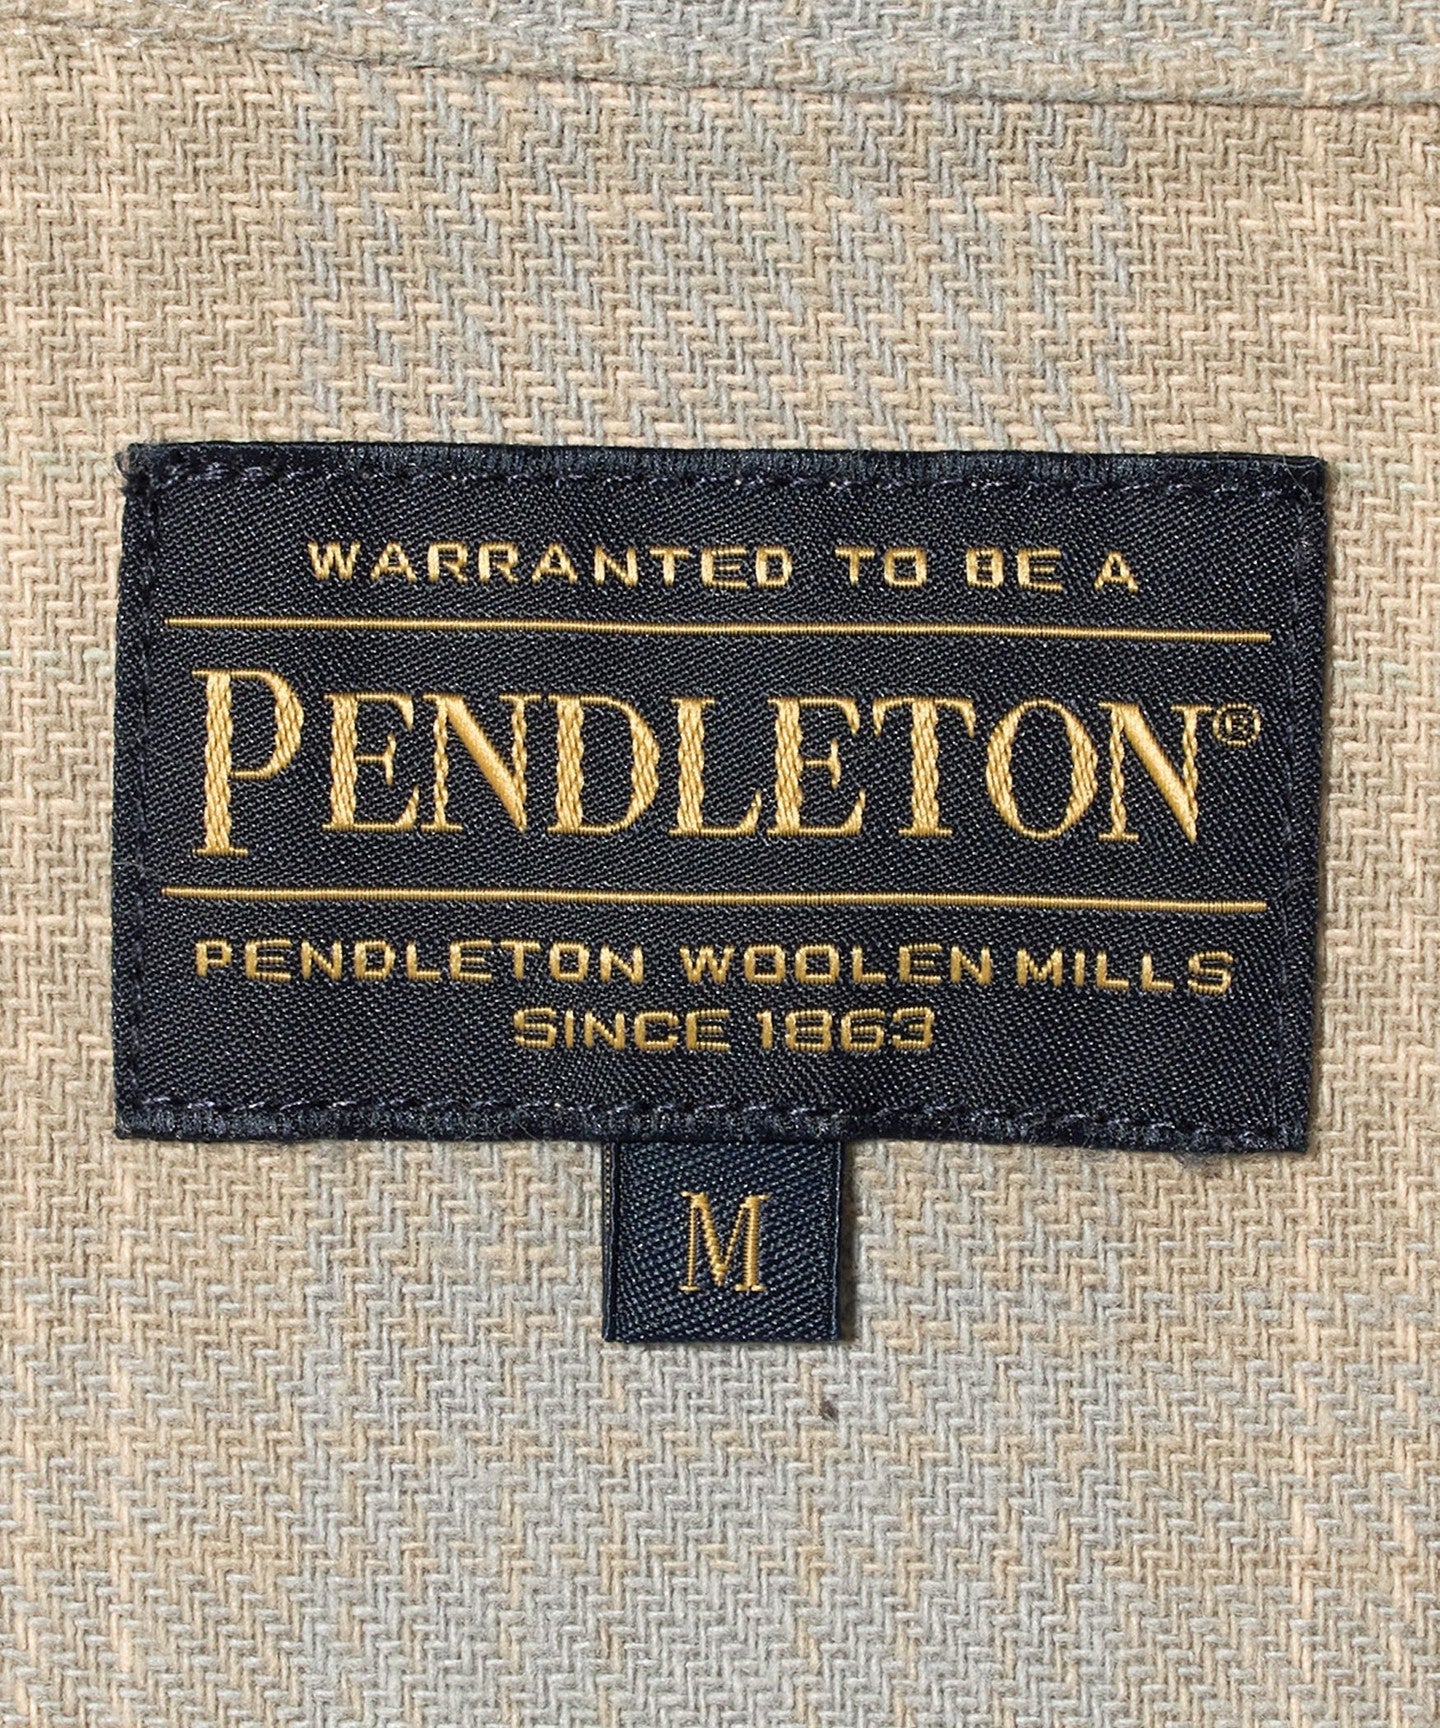 WARRANTED TO BE A
PENDLETON®
PENDLETON WOOLEN MILLS
SINCE 1863
M